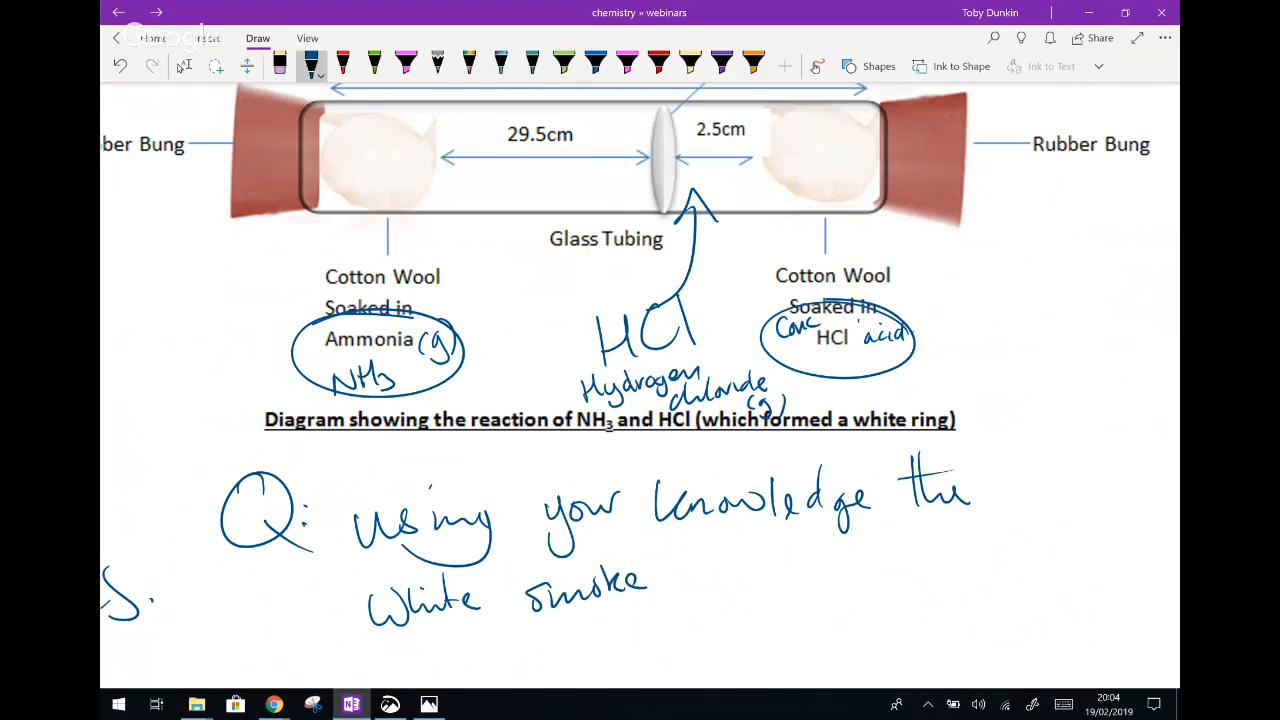 chemistry » webinars
Toby Dunkin
Google
Home Insert Draw View
Share
Shapes
Ink to Shape
Ink to Text
29.5cm
2.5cm
ber Bung
Rubber Bung
Glass Tubing
Cotton Wool
Soaked in
Ammonia (g)
NH3
HCl
Hydrogen
chloride
(g)
Cotton Wool
Soaked in
Conc HCl acid
Diagram showing the reaction of NH3 and HCl (which formed a white ring)
Q: using your knowledge the
white smoke
S.
20:04
19/02/2019